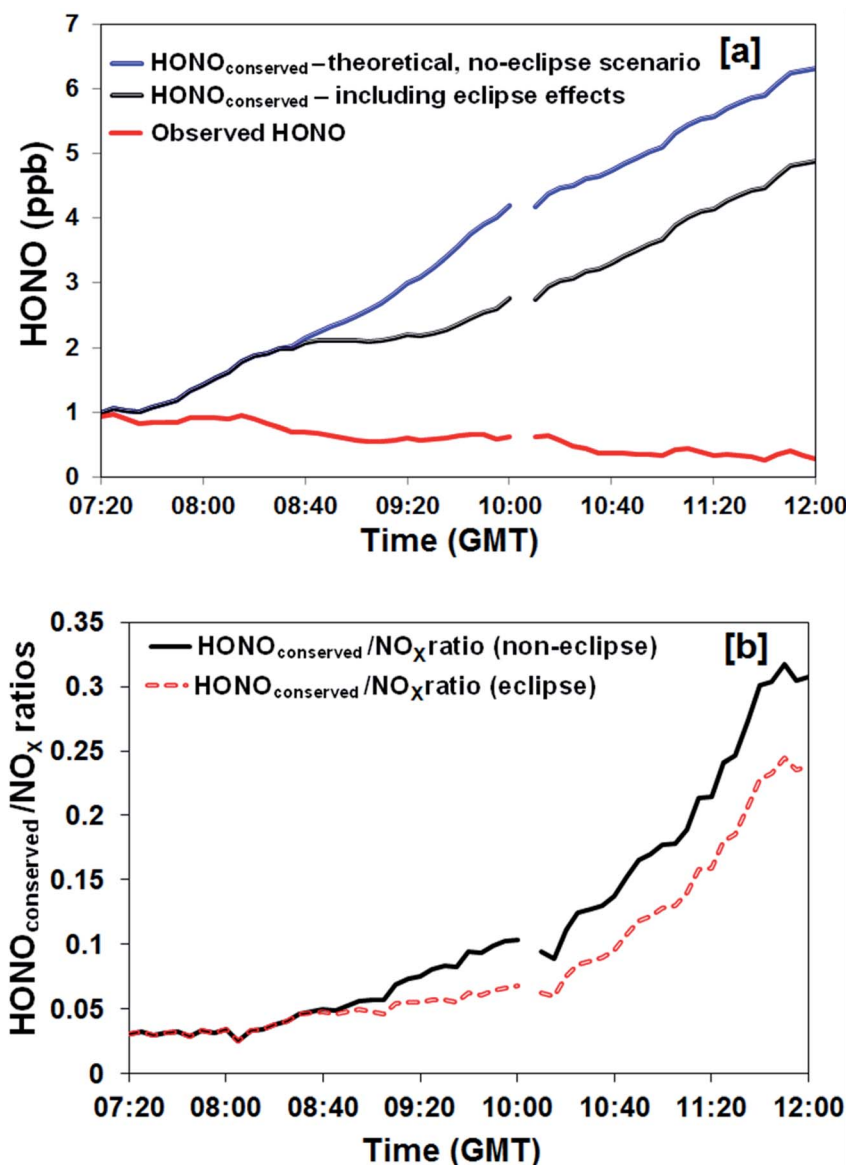 [a]
HONOconserved – theoretical, no-eclipse scenario
HONOconserved – including eclipse effects
Observed HONO
HONO (ppb)
7
6
5
4
3
2
1
0
07:20 08:00 08:40 09:20 10:00 10:40 11:20 12:00
Time (GMT)
[b]
HONOconserved /NOX ratio (non-eclipse)
HONOconserved /NOX ratio (eclipse)
HONOconserved /NOx ratios
0.35
0.3
0.25
0.2
0.15
0.1
0.05
0
07:20 08:00 08:40 09:20 10:00 10:40 11:20 12:00
Time (GMT)